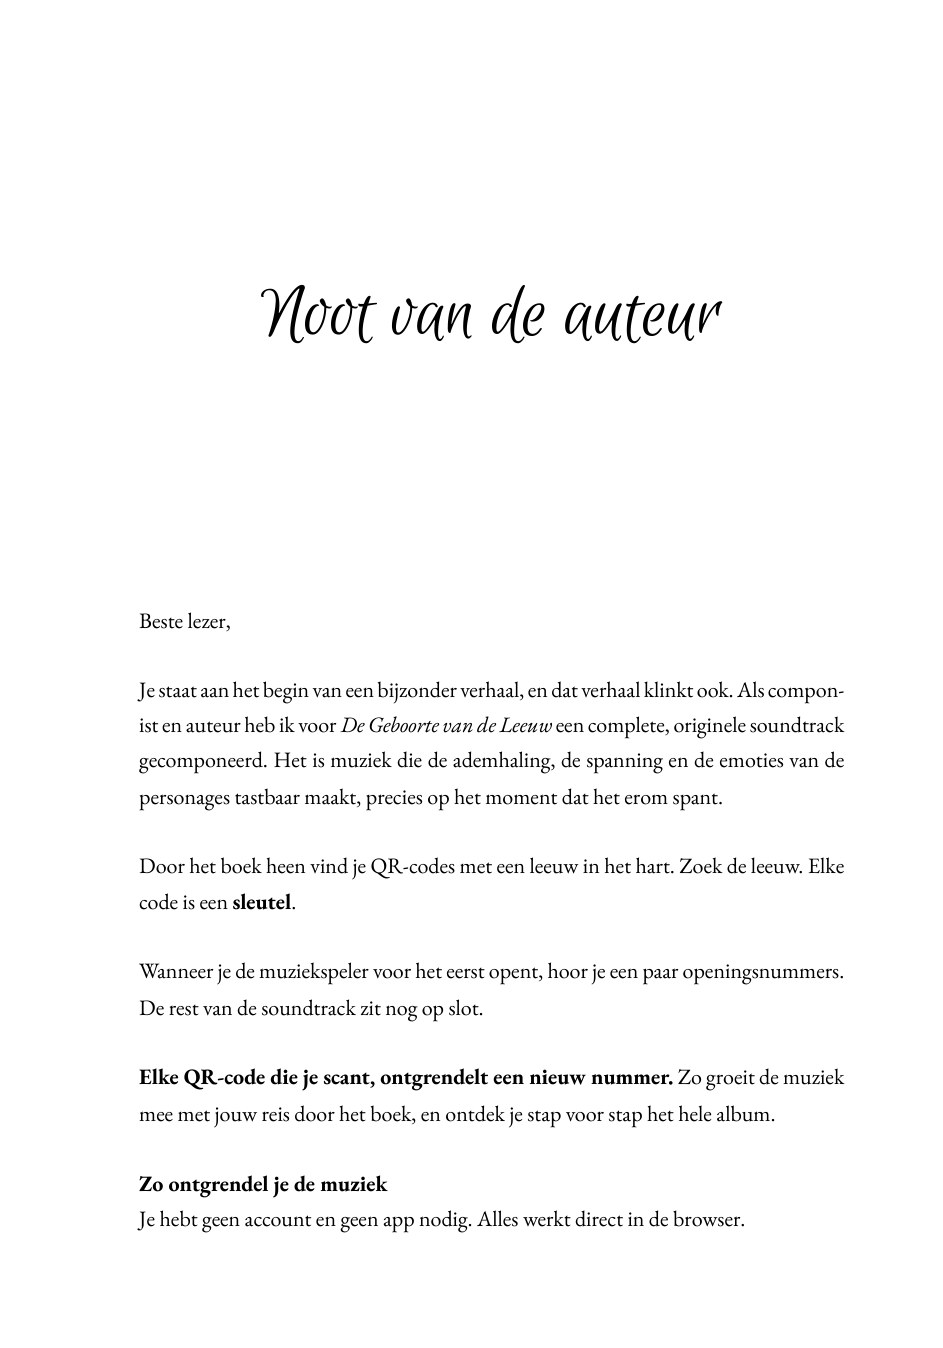 Noot van de auteur
Beste lezer,
Je staat aan het begin van een bijzonder verhaal, en dat verhaal klinkt ook. Als compon-
ist en auteur heb ik voor De Geboorte van de Leeuw een complete, originele soundtrack
gecomponeerd. Het is muziek die de ademhaling, de spanning en de emoties van de
personages tastbaar maakt, precies op het moment dat het erom spant.
Door het boek heen vind je QR-codes met een leeuw in het hart. Zoek de leeuw. Elke
code is een sleutel.
Wanneer je de muziekspeler voor het eerst opent, hoor je een paar openingsnummers.
De rest van de soundtrack zit nog op slot.
Elke QR-code die je scant, ontgrendelt een nieuw nummer. Zo groeit de muziek
mee met jouw reis door het boek, en ontdek je stap voor stap het hele album.
Zo ontgrendel je de muziek
Je hebt geen account en geen app nodig. Alles werkt direct in de browser.